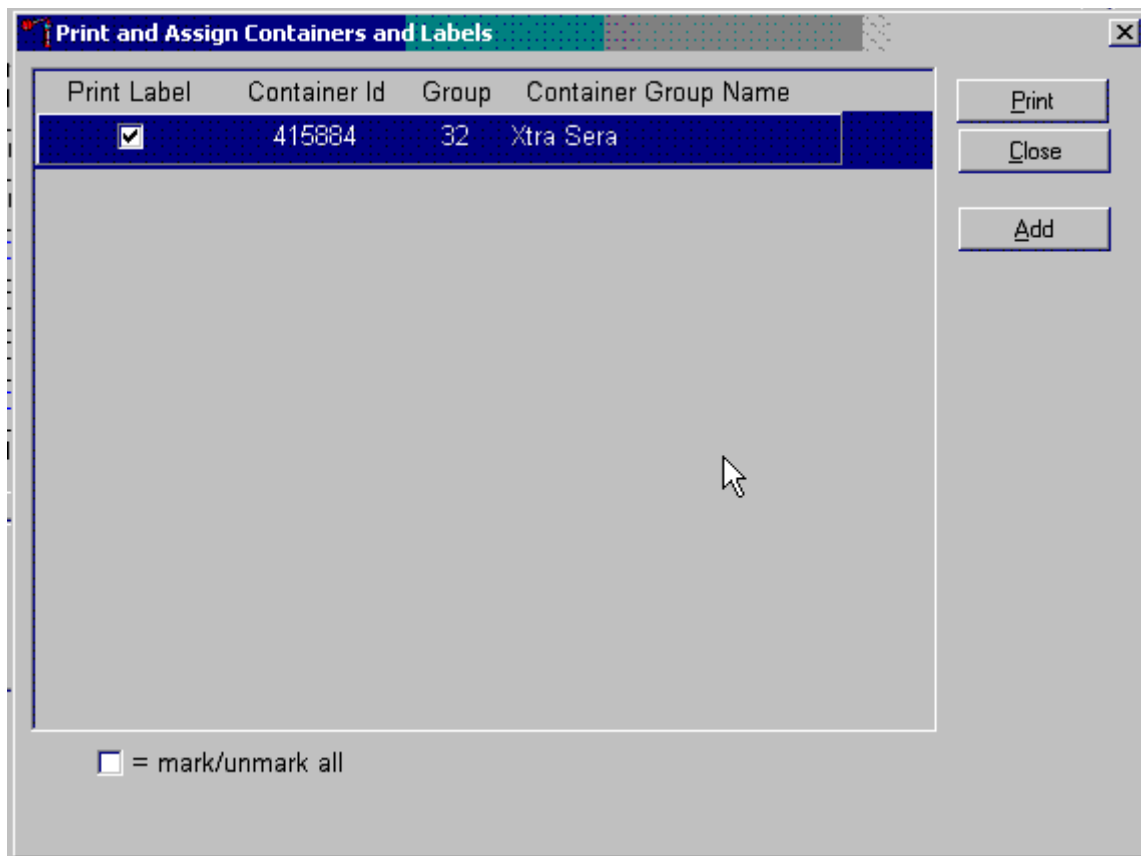 Print and Assign Containers and Labels
Print Label Container Id Group Container Group Name
415884 32 Xtra Sera
Print
Close
Add
= mark/unmark all